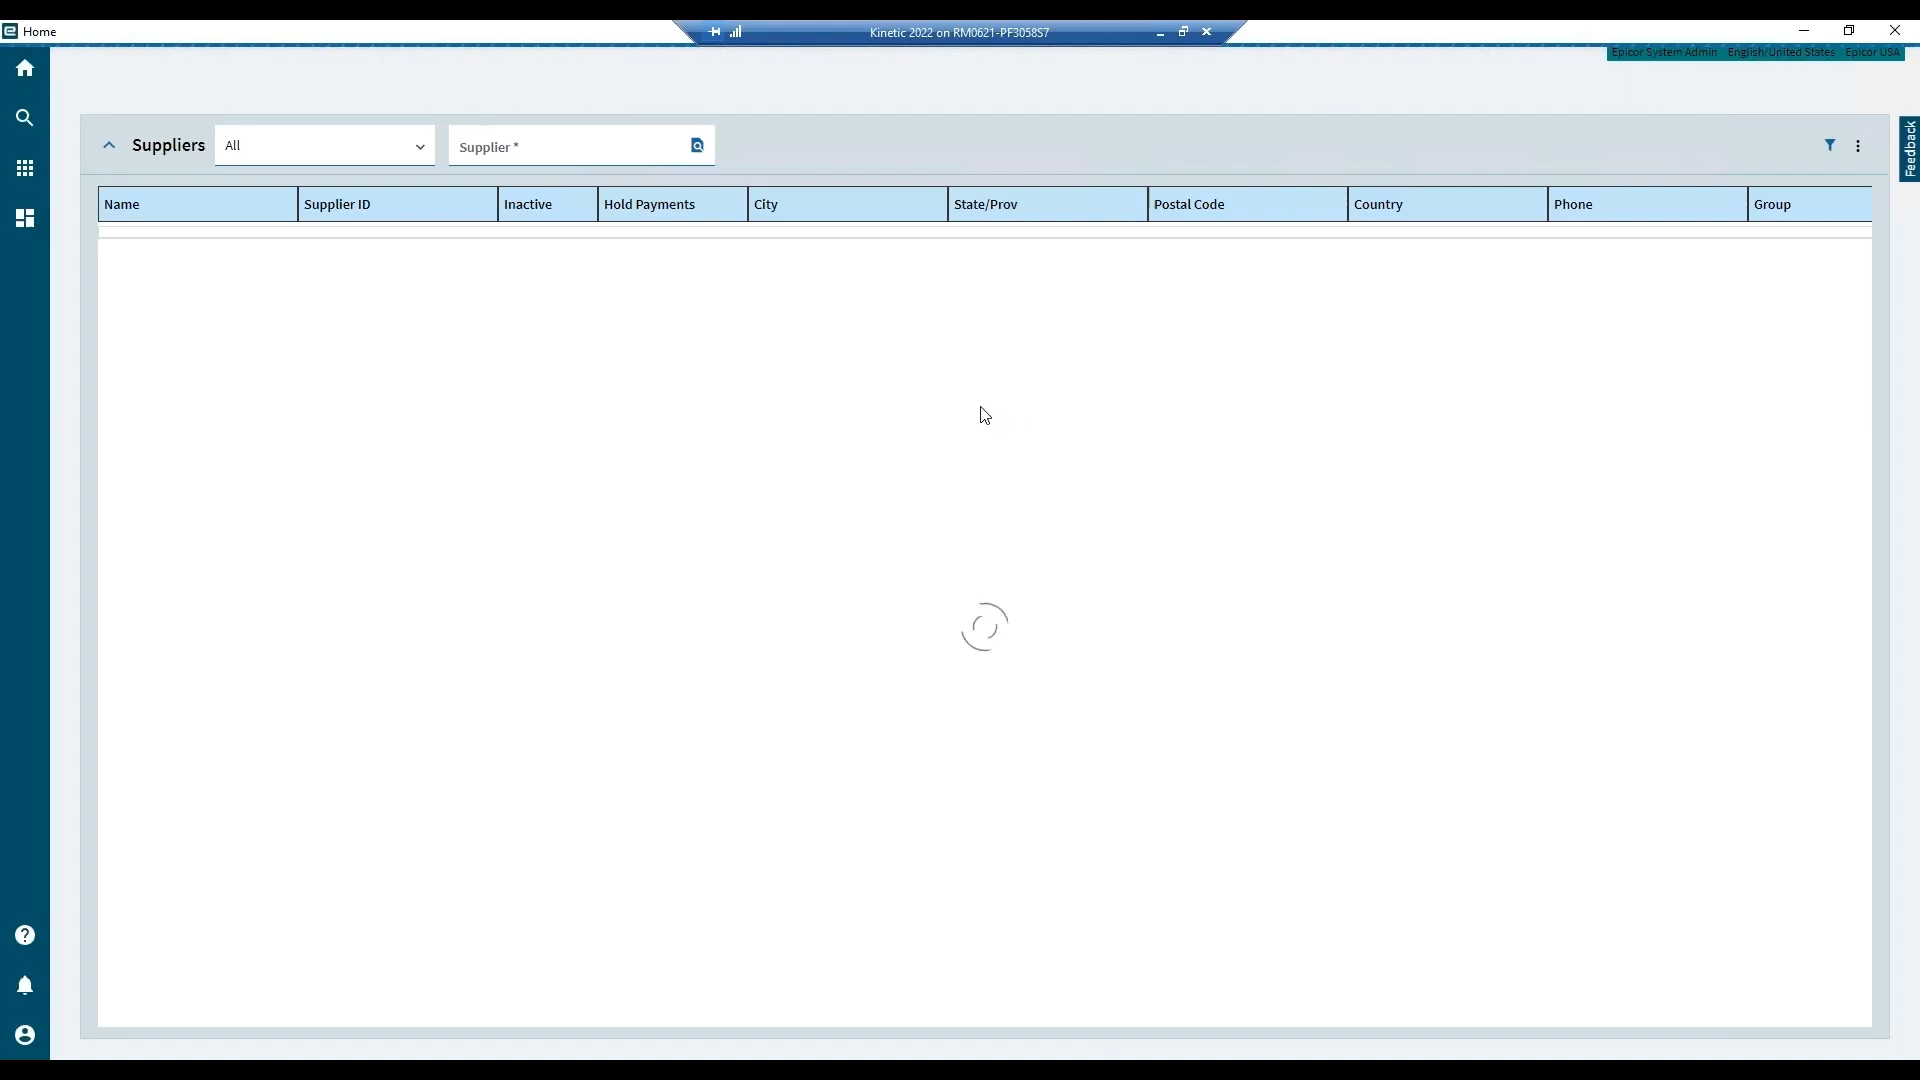 Home
Kinetic 2022 on RM0621-PF3058S7
Epicor System Admin English/United States Epicor USA
Suppliers All Supplier *
Feedback
Name Supplier ID Inactive Hold Payments City State/Prov Postal Code Country Phone Group